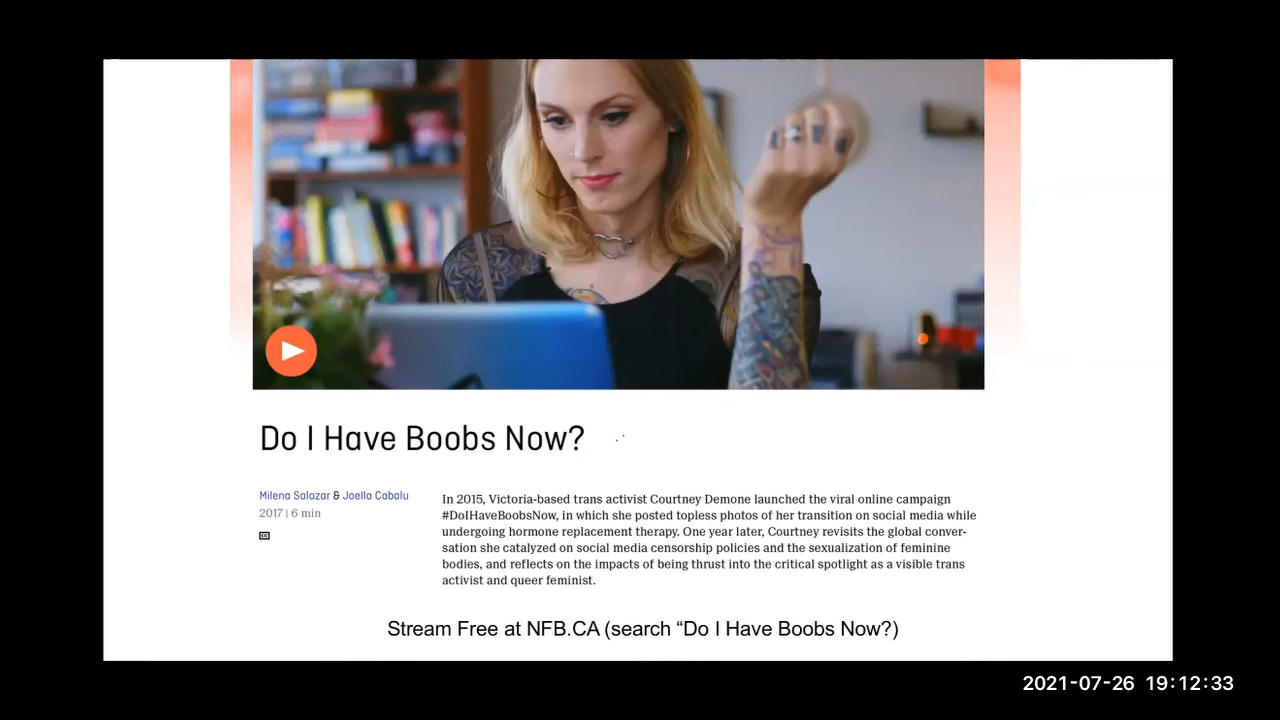 Do I Have Boobs Now?
Milena Salazar & Joella Cabalu
2017 | 6 min
CC
In 2015, Victoria-based trans activist Courtney Demone launched the viral online campaign
#DoIHaveBoobsNow, in which she posted topless photos of her transition on social media while
undergoing hormone replacement therapy. One year later, Courtney revisits the global conver-
sation she catalyzed on social media censorship policies and the sexualization of feminine
bodies, and reflects on the impacts of being thrust into the critical spotlight as a visible trans
activist and queer feminist.
Stream Free at NFB.CA (search “Do I Have Boobs Now?)
2021-07-26 19:12:33